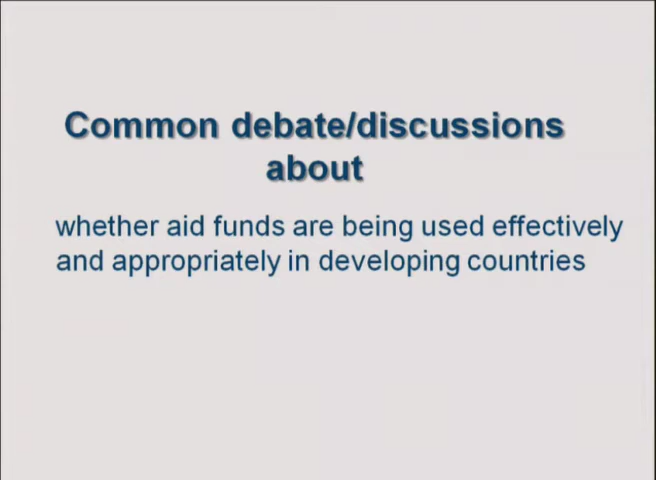 Common debate/discussions
about
whether aid funds are being used effectively
and appropriately in developing countries